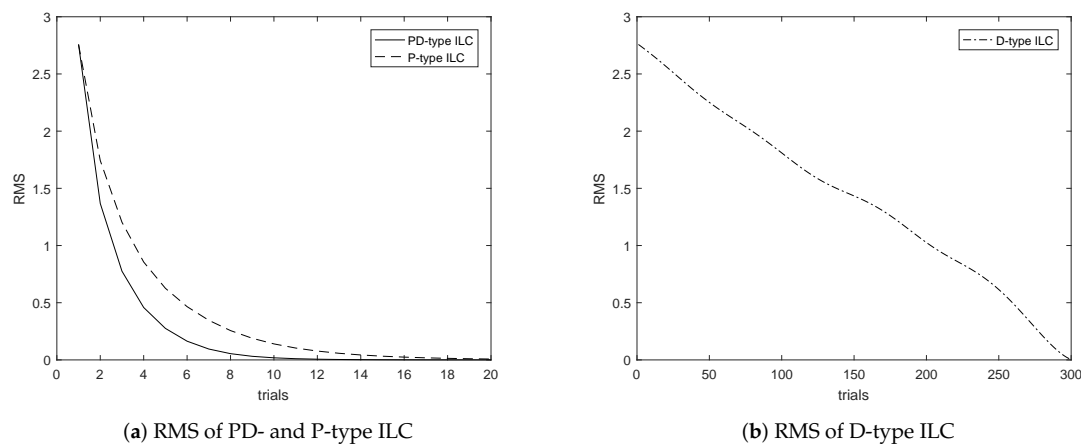 3
2.5
2
1.5
1
0.5
0
RMS
0 2 4 6 8 10 12 14 16 18 20
trials
PD-type ILC
P-type ILC
(a) RMS of PD- and P-type ILC
3
2.5
2
1.5
1
0.5
0
RMS
0 50 100 150 200 250 300
trials
D-type ILC
(b) RMS of D-type ILC